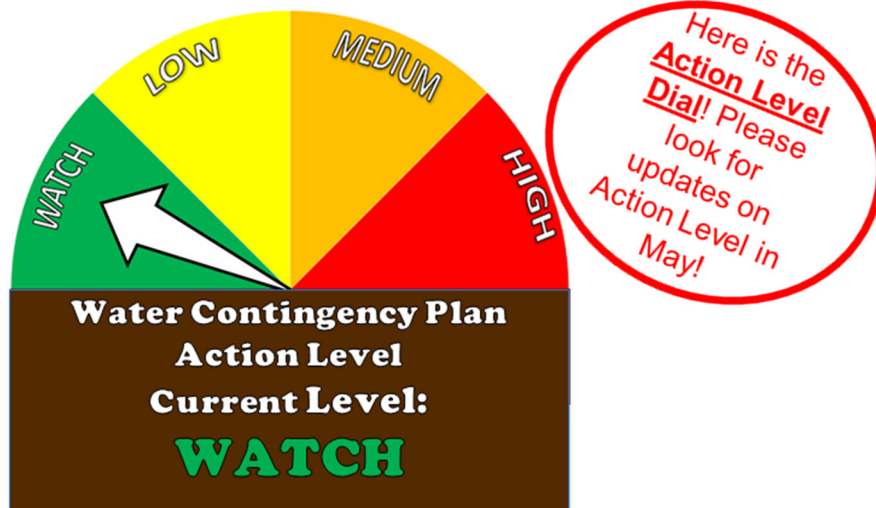 WATCH
LOW
MEDIUM
HIGH
Water Contingency Plan
Action Level
Current Level:
WATCH
Here is the
Action Level
Dial! Please
look for
updates on
Action Level in
May!